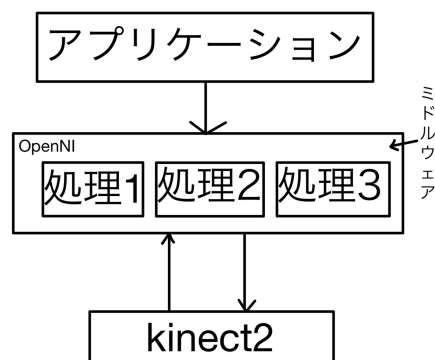 アプリケーション
OpenNI
処理1
処理2
処理3
ミドルウェア
kinect2